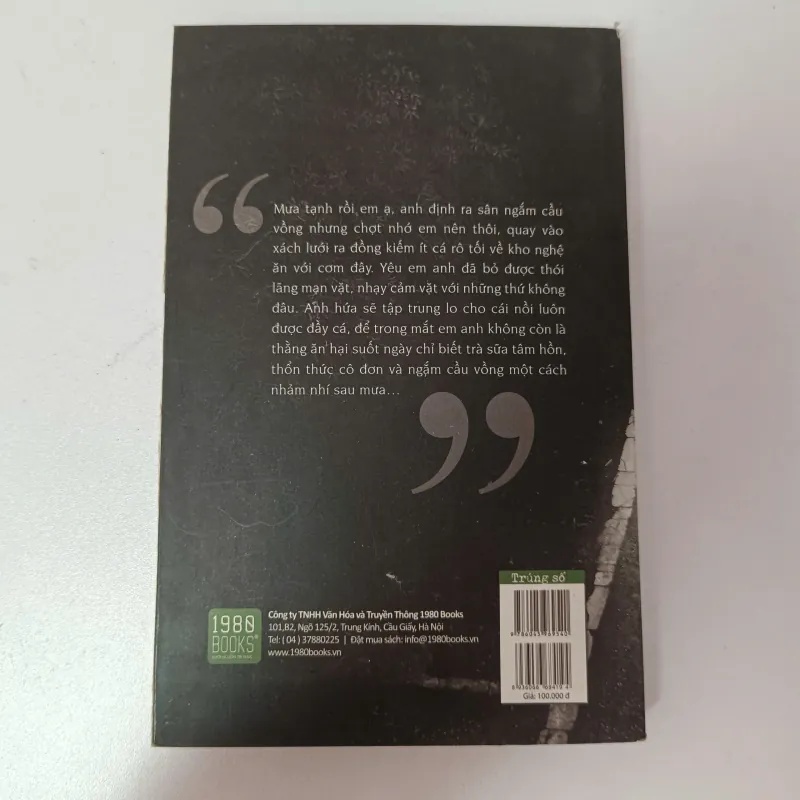 Mưa tạnh rồi em ạ, anh định ra sân ngắm cầu
vồng nhưng chợt nhớ em nên thôi, quay vào
xách lưới ra đồng kiếm ít cá rô tối về kho nghệ
ăn với cơm đây. Yêu em anh đã bỏ được thói
lãng mạn vặt, nhạy cảm vặt với những thứ không
đâu. Anh hứa sẽ tập trung lo cho cái nồi luôn
được đầy cá, để trong mắt em anh không còn là
thằng ăn hại suốt ngày chỉ biết trà sữa tâm hồn,
thổn thức cô đơn và ngắm cầu vồng một cách
nhảm nhí sau mưa...
1980
BOOKS®
Công ty TNHH Văn Hóa và Truyền Thông 1980 Books
101,B2, Ngõ 125/2, Trung Kính, Cầu Giấy, Hà Nội
Tel: ( 04 ) 37880225 | Đặt mua sách: info@1980books.vn
www.1980books.vn
Trúng số
Giá: 100.000 đ